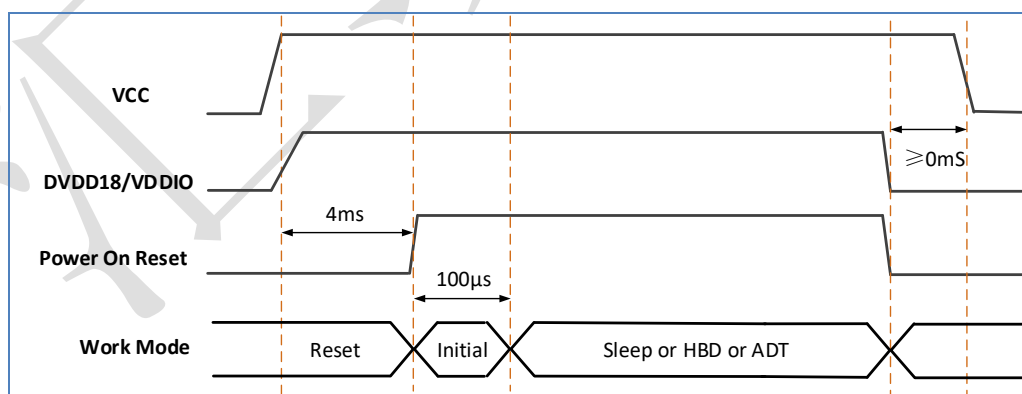 VCC
≥0mS
DVDD18/VDDIO
4ms
Power On Reset
100µs
Work Mode
Reset
Initial
Sleep or HBD or ADT